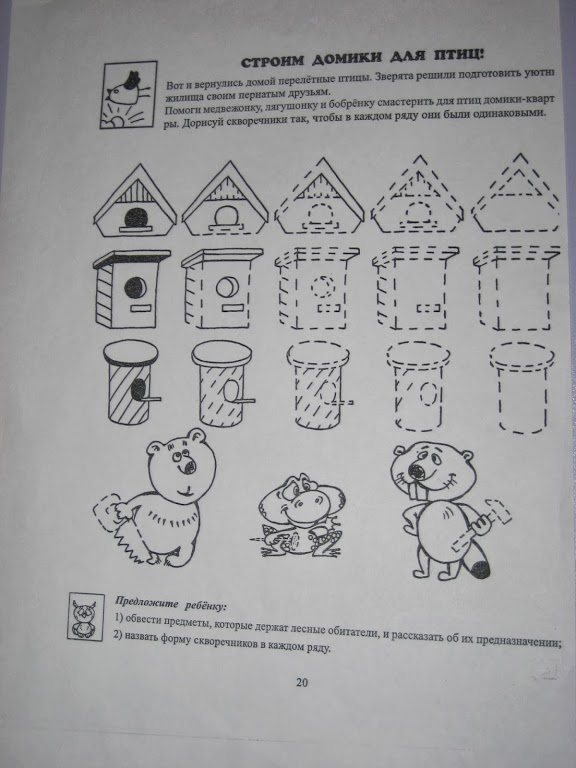 СТРОИМ ДОМИКИ ДЛЯ ПТИЦ!
Вот и вернулись домой перелётные птицы. Зверята решили подготовить уютны
жилища своим пернатым друзьям.
Помоги медвежонку, лягушонку и бобрёнку смастерить для птиц домики-кварт
ры. Дорисуй скворечники так, чтобы в каждом ряду они были одинаковыми.
Предложите ребёнку:
1) обвести предметы, которые держат лесные обитатели, и рассказать об их предназначении;
2) назвать форму скворечников в каждом ряду.
20